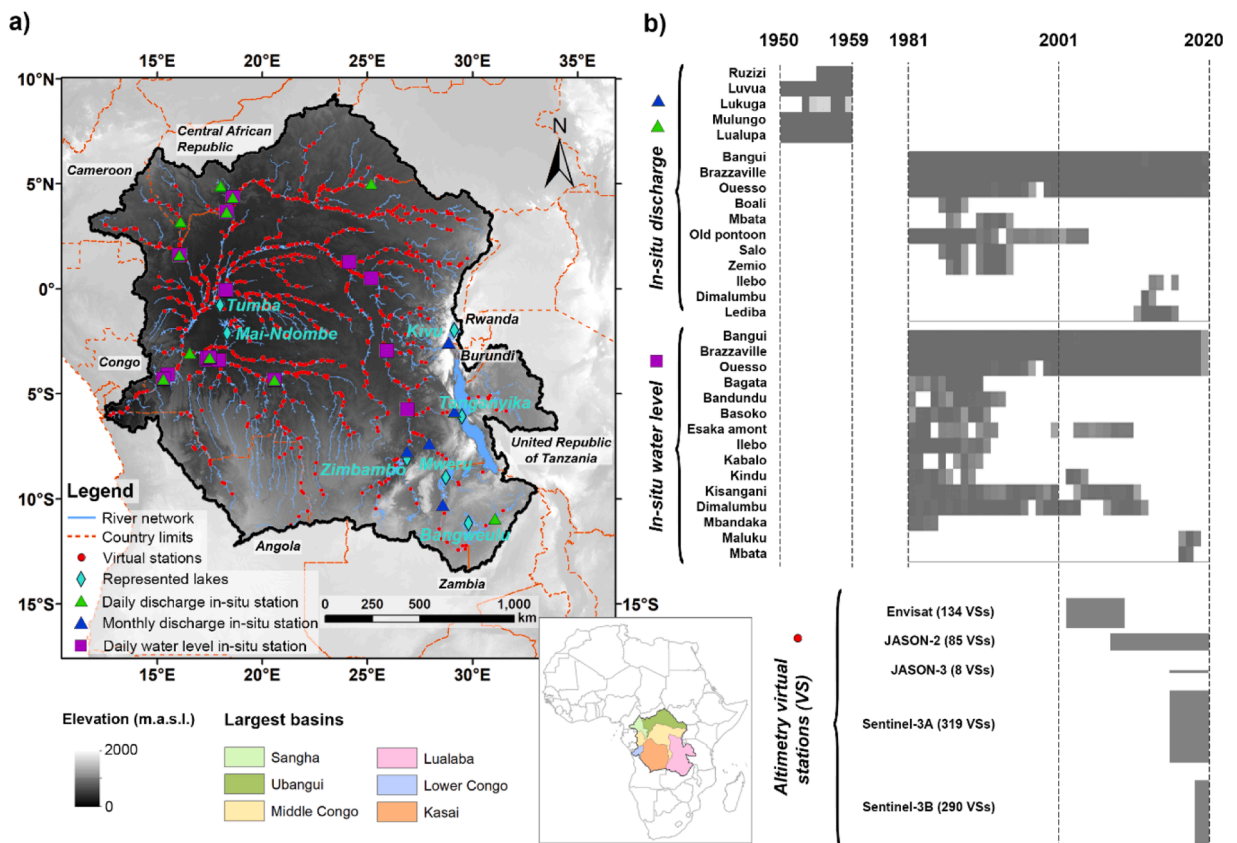 a)
15°E 20°E 25°E 30°E
10°N
5°N
0°
5°S
10°S
15°S
15°S
Central African
Republic
Cameroon
N
Tumba
Mai-Ndombe
Kivu
Rwanda
Burundi
Congo
Tanganyika
United Republic
of Tanzania
Zimbambo
Mweru
Bangweulu
Angola
Zambia
Legend
River network
Country limits
Virtual stations
Represented lakes
Daily discharge in-situ station
Monthly discharge in-situ station
Daily water level in-situ station
0 250 500 1,000
km
15°E 20°E 25°E 30°E
Elevation (m.a.s.l.)
2000
0
Largest basins
Sangha
Ubangui
Middle Congo
Lualaba
Lower Congo
Kasai
b)
1950 1959 1981 2001 2020
In-situ discharge
Ruzizi
Luvua
Lukuga
Mulungo
Lualupa
Bangui
Brazzaville
Ouesso
Boali
Mbata
Old pontoon
Salo
Zemio
Ilebo
Dimalumbu
Lediba
In-situ water level
Bangui
Brazzaville
Ouesso
Bagata
Bandundu
Basoko
Esaka amont
Ilebo
Kabalo
Kindu
Kisangani
Dimalumbu
Mbandaka
Maluku
Mbata
Altimetry virtual
stations (VS)
Envisat (134 VSs)
JASON-2 (85 VSs)
JASON-3 (8 VSs)
Sentinel-3A (319 VSs)
Sentinel-3B (290 VSs)